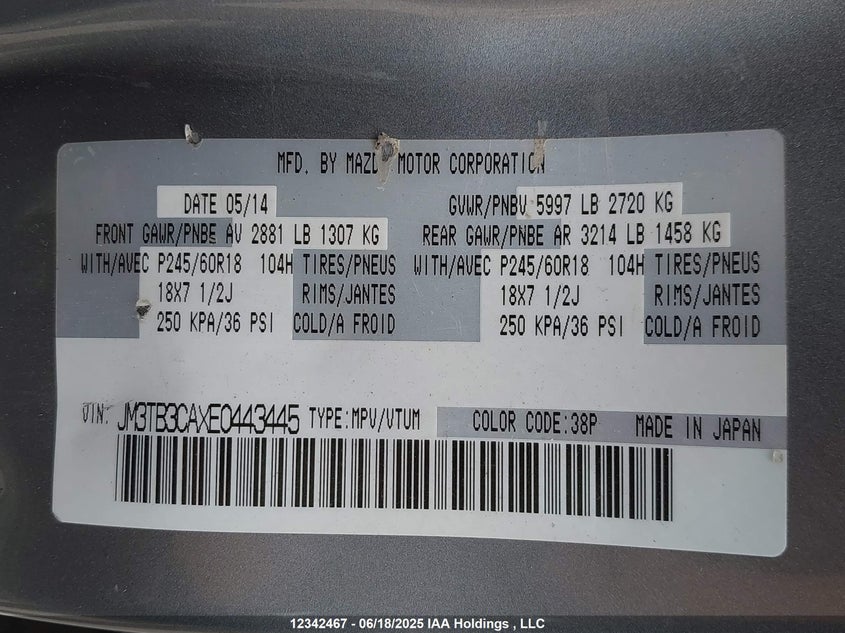 MFD. BY MAZDA MOTOR CORPORATION
DATE 05/14 GVWR/PNBV 5997 LB 2720 KG
FRONT GAWR/PNBE AV 2881 LB 1307 KG REAR GAWR/PNBE AR 3214 LB 1458 KG
WITH/AVEC P245/60R18 104H TIRES/PNEUS WITH/AVEC P245/60R18 104H TIRES/PNEUS
18X7 1/2J RIMS/JANTES 18X7 1/2J RIMS/JANTES
250 KPA/36 PSI COLD/A FROID 250 KPA/36 PSI COLD/A FROID
VIN: JM3TB3CAXE0443445 TYPE:MPV/VTUM COLOR CODE:38P MADE IN JAPAN
12342467 - 06/18/2025 IAA Holdings , LLC